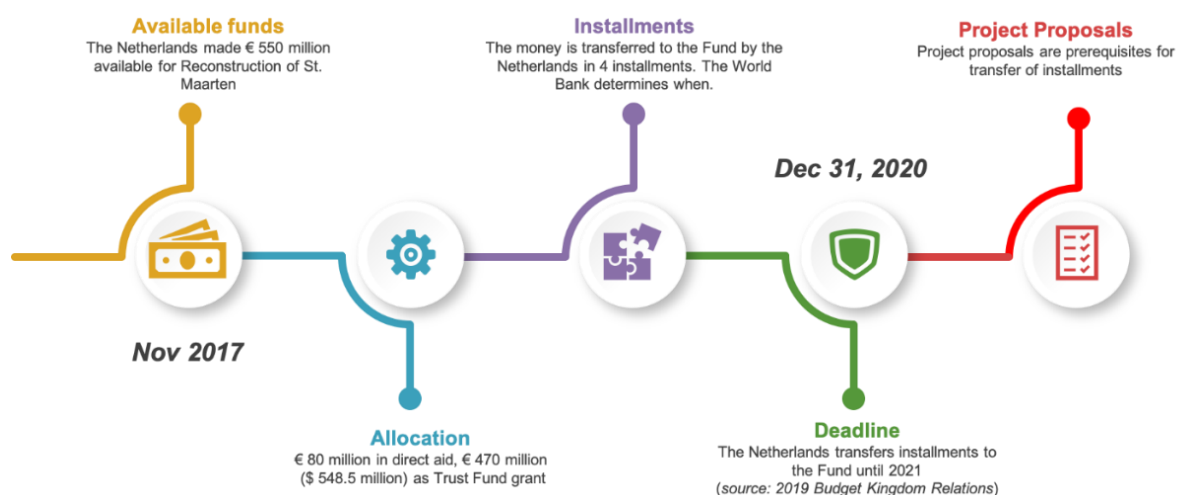 Available funds
The Netherlands made € 550 million
available for Reconstruction of St.
Maarten
Installments
The money is transferred to the Fund by the
Netherlands in 4 installments. The World
Bank determines when.
Project Proposals
Project proposals are prerequisites for
transfer of installments
Dec 31, 2020
Nov 2017
Allocation
€ 80 million in direct aid, € 470 million
($ 548.5 million) as Trust Fund grant
Deadline
The Netherlands transfers installments to
the Fund until 2021
(source: 2019 Budget Kingdom Relations)